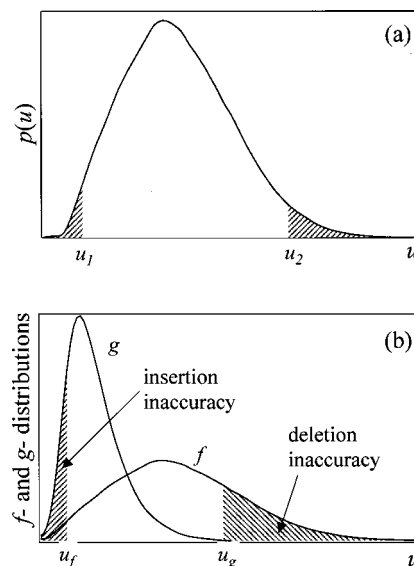 (a)
p(u)
u1
u2
u
f- and g- distributions
(b)
g
insertion
inaccuracy
f
deletion
inaccuracy
uf
ug
u